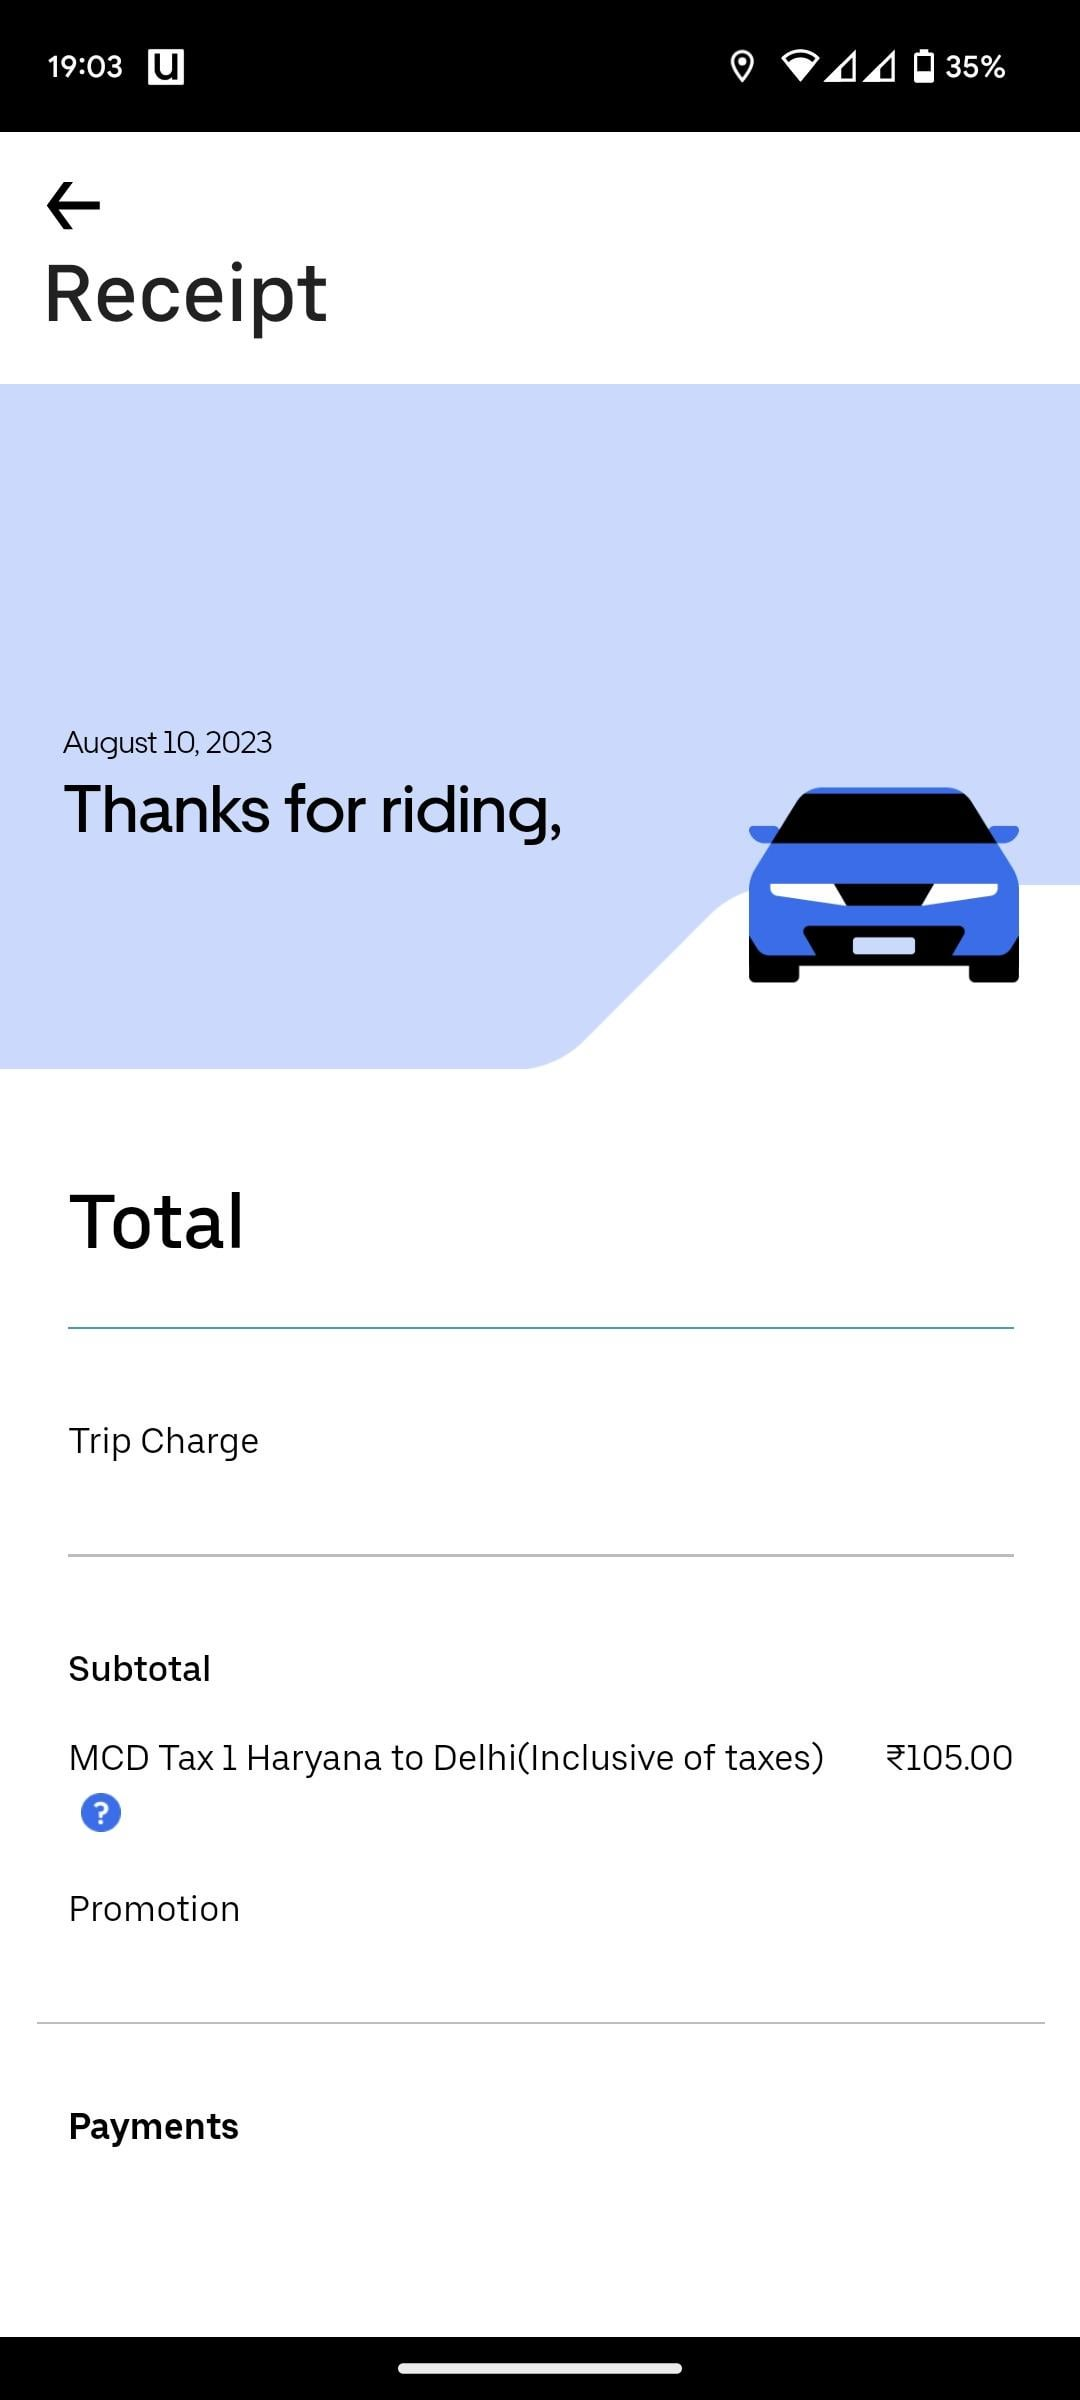 19:03 U 35%
Receipt
August 10, 2023
Thanks for riding,
Total
Trip Charge
Subtotal
MCD Tax 1 Haryana to Delhi(Inclusive of taxes) ₹105.00
?
Promotion
Payments